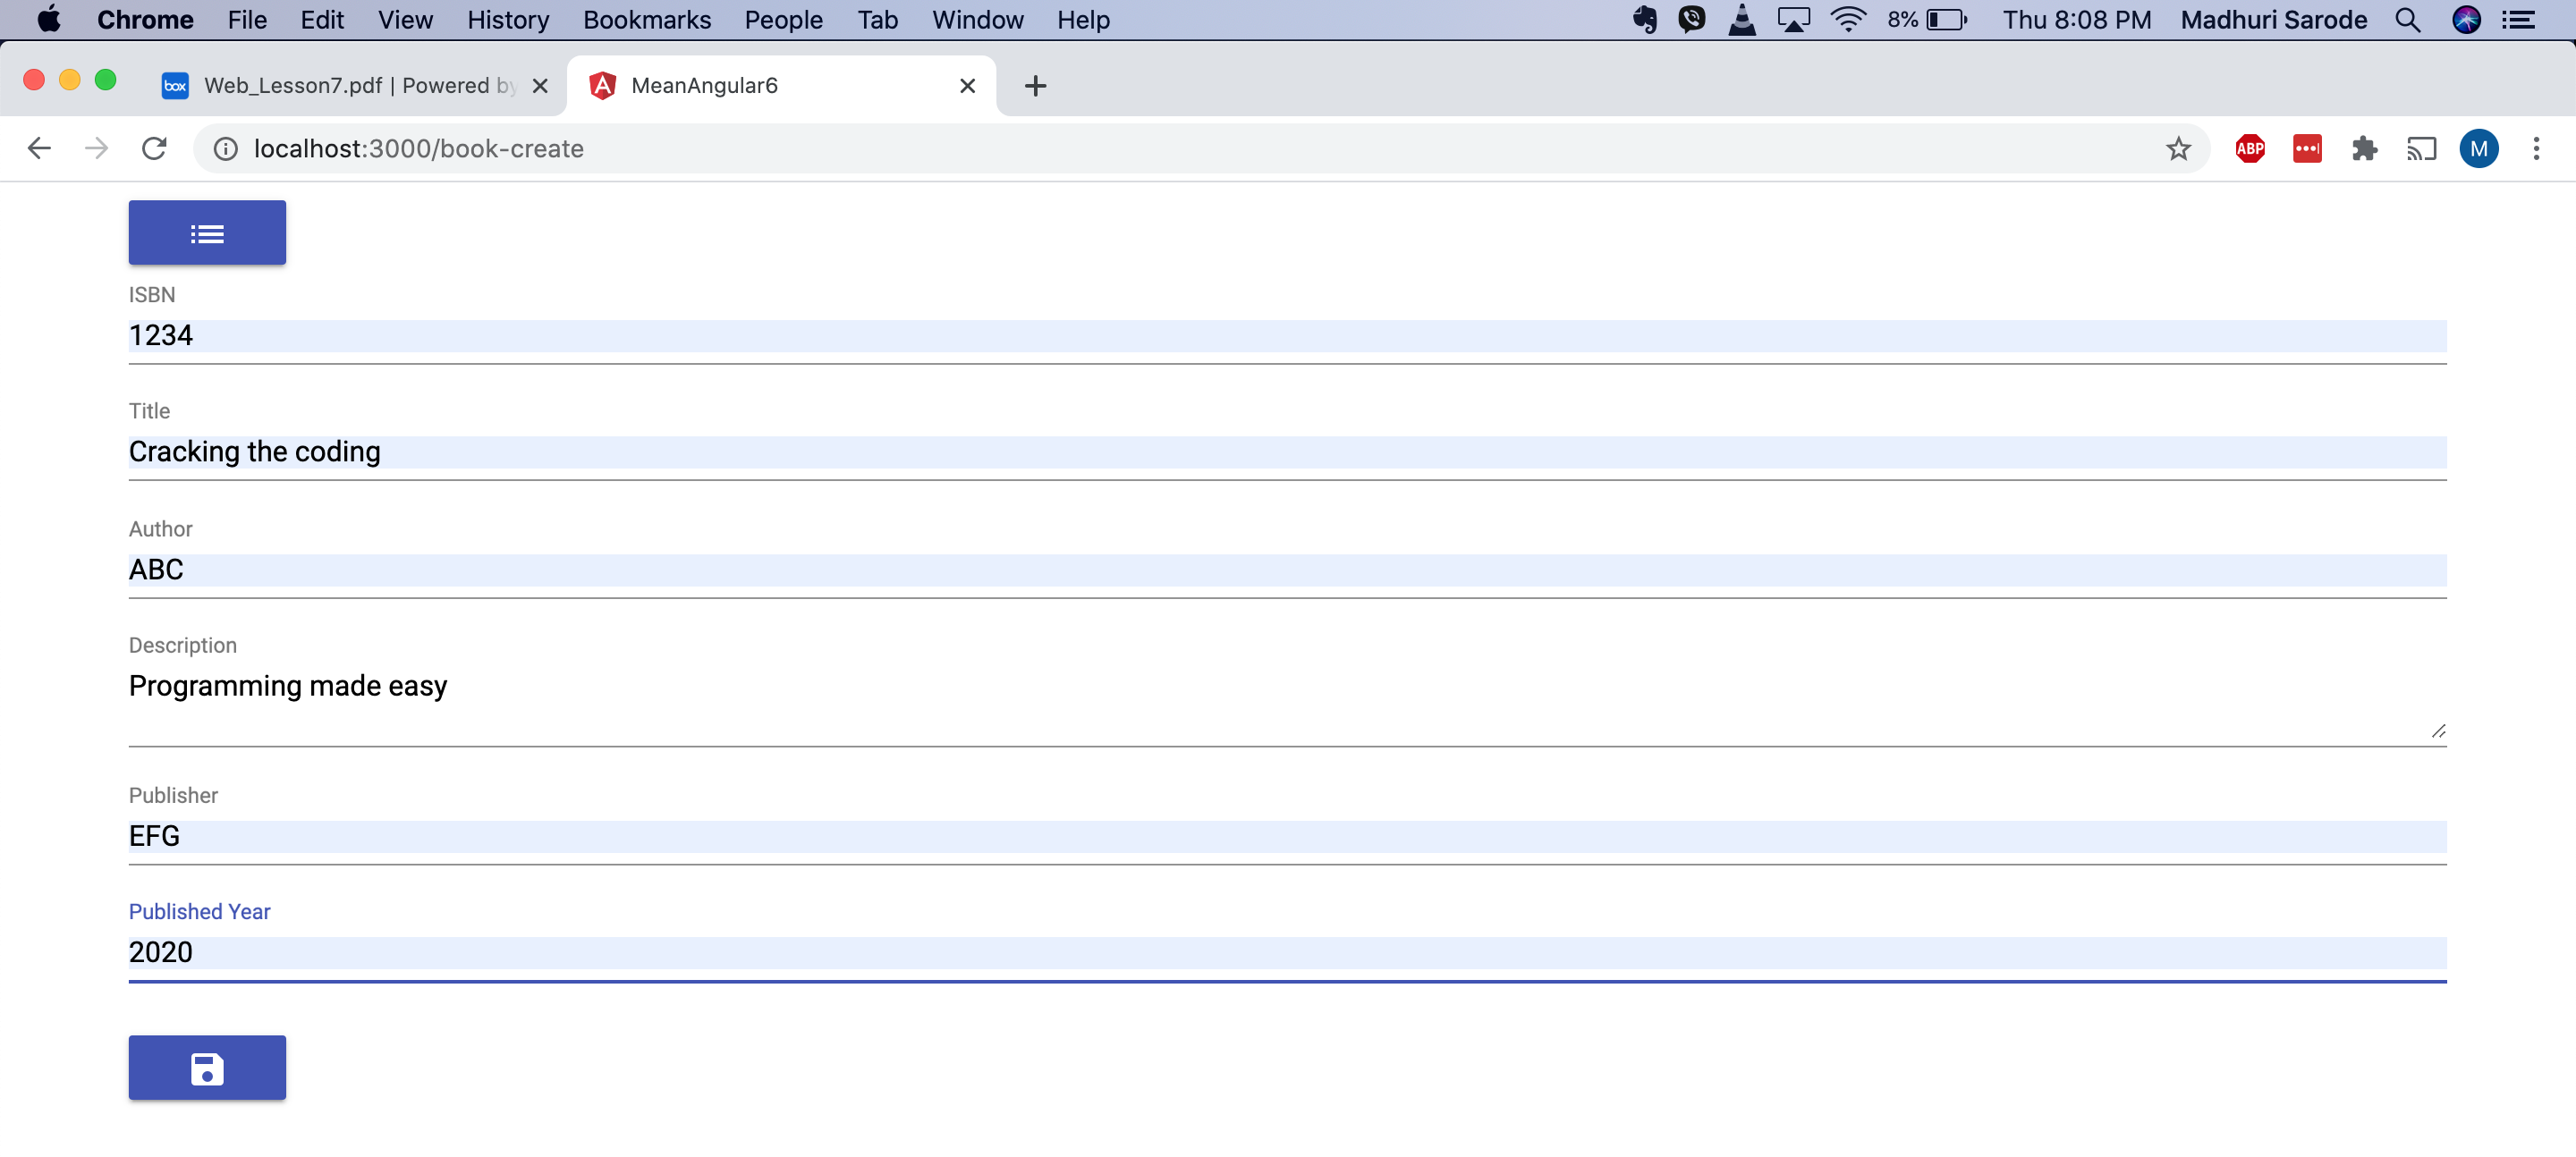 Chrome File Edit View History Bookmarks People Tab Window Help 8% Thu 8:08 PM Madhuri Sarode
box Web_Lesson7.pdf | Powered by MeanAngular6
localhost:3000/book-create ABP M
ISBN
1234
Title
Cracking the coding
Author
ABC
Description
Programming made easy
Publisher
EFG
Published Year
2020